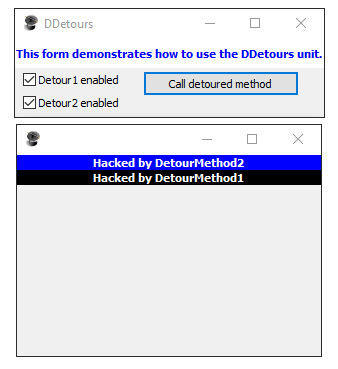 DDetours
This form demonstrates how to use the DDetours unit.
Detour1 enabled
Call detoured method
Detour2 enabled
Hacked by DetourMethod2
Hacked by DetourMethod1